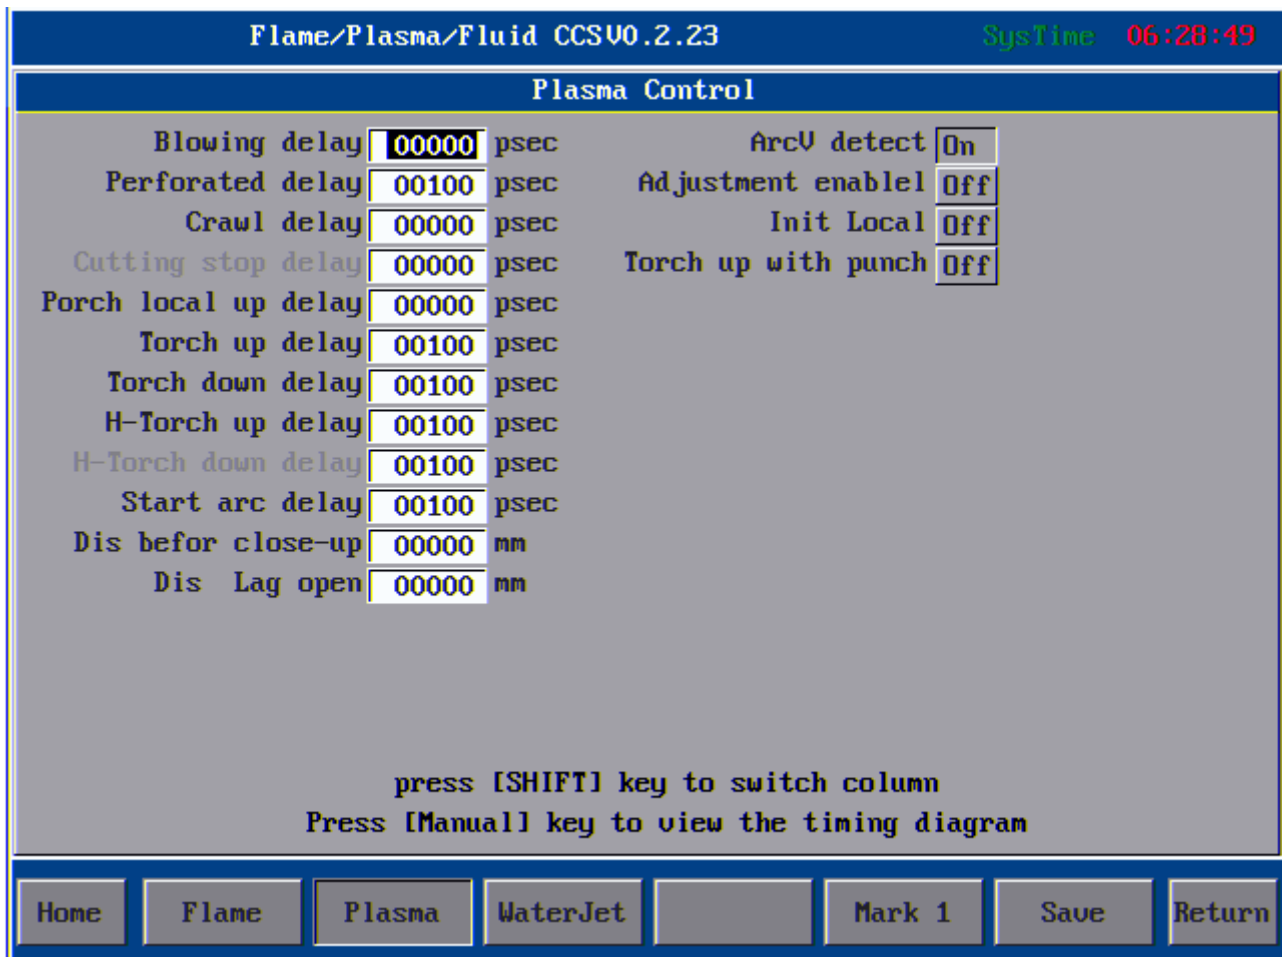 Flame/Plasma/Fluid CCSV0.2.23 SysTime 06:28:49
Plasma Control
Blowing delay 00000 psec ArcV detect On
Perforated delay 00100 psec Adjustment enablel Off
Crawl delay 00000 psec Init Local Off
Cutting stop delay 00000 psec Torch up with punch Off
Porch local up delay 00000 psec
Torch up delay 00100 psec
Torch down delay 00100 psec
H-Torch up delay 00100 psec
H-Torch down delay 00100 psec
Start arc delay 00100 psec
Dis befor close-up 00000 mm
Dis Lag open 00000 mm
press [SHIFT] key to switch column
Press [Manual] key to view the timing diagram
Home Flame Plasma WaterJet Mark 1 Save Return